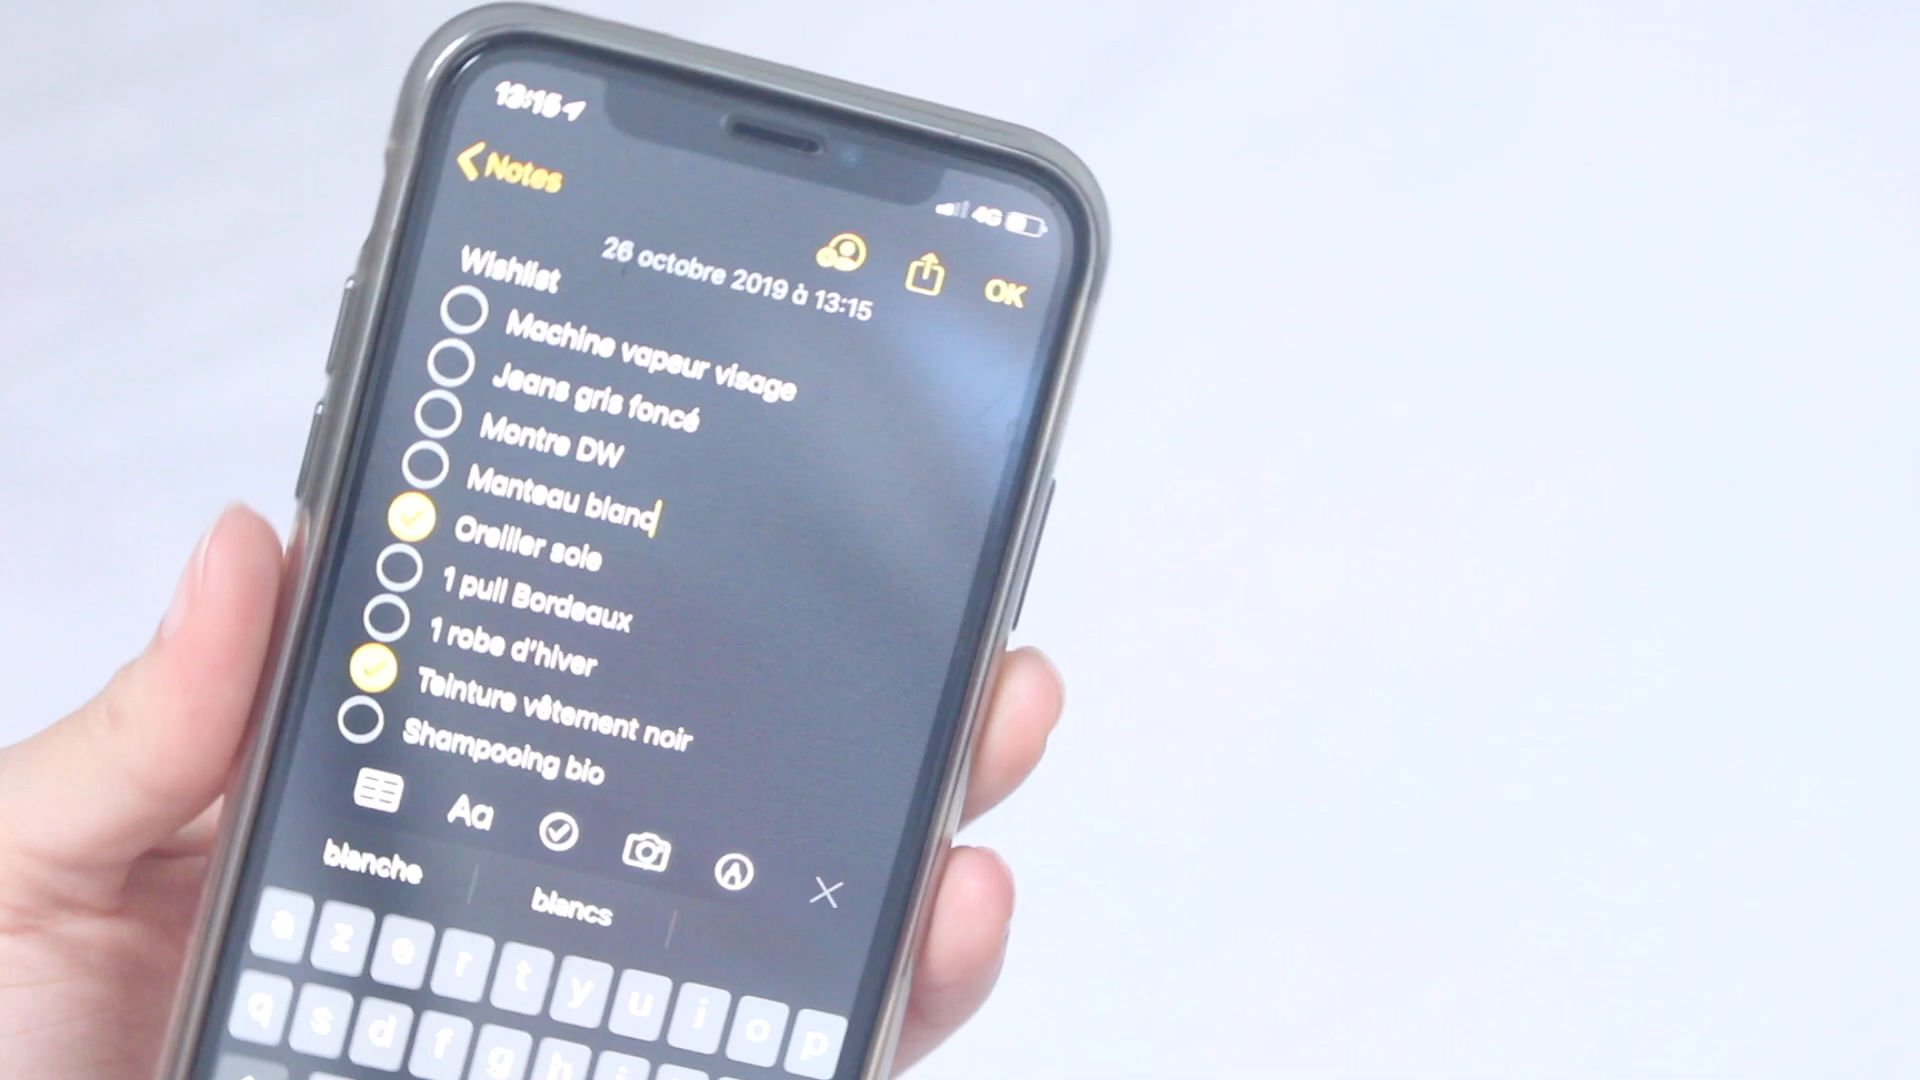 13:15
Notes
4G
26 octobre 2019 à 13:15
OK
Wishlist
Machine vapeur visage
Jeans gris foncé
Montre DW
Manteau blanc
Oreiller soie
1 pull Bordeaux
1 robe d'hiver
Teinture vêtement noir
Shampooing bio
Aa
blanche
blancs
a z e r t y u i o p
q s d f g h